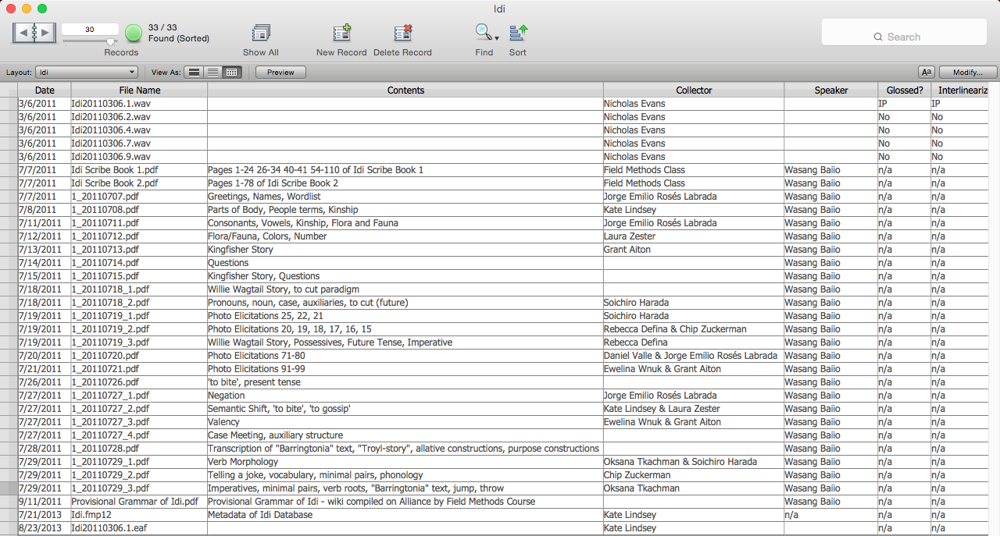 Idi
30
33 / 33
Found (Sorted)
Records
Show All
New Record
Delete Record
Find
Sort
Search
Layout: Idi View As: Preview Aa Modify...
Date File Name Contents Collector Speaker Glossed? Interlineariz
3/6/2011 Idi20110306.1.wav Nicholas Evans IP IP
3/6/2011 Idi20110306.2.wav Nicholas Evans No No
3/6/2011 Idi20110306.4.wav Nicholas Evans No No
3/6/2011 Idi20110306.7.wav Nicholas Evans No No
3/6/2011 Idi20110306.9.wav Nicholas Evans No No
7/7/2011 Idi Scribe Book 1.pdf Pages 1-24 26-34 40-41 54-110 of Idi Scribe Book 1 Field Methods Class Wasang Baiio n/a n/a
7/7/2011 Idi Scribe Book 2.pdf Pages 1-78 of Idi Scribe Book 2 Field Methods Class Wasang Baiio n/a n/a
7/7/2011 1_20110707.pdf Greetings, Names, Wordlist Jorge Emilio Rosés Labrada Wasang Baiio n/a n/a
7/8/2011 1_20110708.pdf Parts of Body, People terms, Kinship Kate Lindsey Wasang Baiio n/a n/a
7/11/2011 1_20110711.pdf Consonants, Vowels, Kinship, Flora and Fauna Jorge Emilio Rosés Labrada Wasang Baiio n/a n/a
7/12/2011 1_20110712.pdf Flora/Fauna, Colors, Number Laura Zester Wasang Baiio n/a n/a
7/13/2011 1_20110713.pdf Kingfisher Story Grant Aiton Wasang Baiio n/a n/a
7/14/2011 1_20110714.pdf Questions Wasang Baiio n/a n/a
7/15/2011 1_20110715.pdf Kingfisher Story, Questions Wasang Baiio n/a n/a
7/18/2011 1_20110718_1.pdf Willie Wagtail Story, to cut paradigm Wasang Baiio n/a n/a
7/18/2011 1_20110718_2.pdf Pronouns, noun, case, auxiliaries, to cut (future) Soichiro Harada Wasang Baiio n/a n/a
7/19/2011 1_20110719_1.pdf Photo Elicitations 25, 22, 21 Soichiro Harada Wasang Baiio n/a n/a
7/19/2011 1_20110719_2.pdf Photo Elicitations 20, 19, 18, 17, 16, 15 Rebecca Defina & Chip Zuckerman Wasang Baiio n/a n/a
7/19/2011 1_20110719_3.pdf Willie Wagtail Story, Possessives, Future Tense, Imperative Rebecca Defina Wasang Baiio n/a n/a
7/20/2011 1_20110720.pdf Photo Elicitations 71-80 Daniel Valle & Jorge Emilio Rosés Labrada Wasang Baiio n/a n/a
7/21/2011 1_20110721.pdf Photo Elicitations 91-99 Ewelina Wnuk & Grant Aiton Wasang Baiio n/a n/a
7/26/2011 1_20110726.pdf 'to bite', present tense Wasang Baiio n/a n/a
7/27/2011 1_20110727_1.pdf Negation Jorge Emilio Rosés Labrada Wasang Baiio n/a n/a
7/27/2011 1_20110727_2.pdf Semantic Shift, 'to bite', 'to gossip' Kate Lindsey & Laura Zester Wasang Baiio n/a n/a
7/27/2011 1_20110727_3.pdf Valency Ewelina Wnuk & Grant Aiton Wasang Baiio n/a n/a
7/27/2011 1_20110727_4.pdf Case Meeting, auxiliary structure Wasang Baiio n/a n/a
7/28/2011 1_20110728.pdf Transcription of "Barringtonia" text, "Troyl-story", allative constructions, purpose constructions Wasang Baiio n/a n/a
7/29/2011 1_20110729_1.pdf Verb Morphology Oksana Tkachman & Soichiro Harada Wasang Baiio n/a n/a
7/29/2011 1_20110729_2.pdf Telling a joke, vocabulary, minimal pairs, phonology Chip Zuckerman Wasang Baiio n/a n/a
7/29/2011 1_20110729_3.pdf Imperatives, minimal pairs, verb roots, "Barringtonia" text, jump, throw Oksana Tkachman Wasang Baiio n/a n/a
9/11/2011 Provisional Grammar of Idi.pdf Provisional Grammar of Idi - wiki compiled on Alliance by Field Methods Course Wasang Baiio n/a n/a
7/21/2013 Idi.fmp12 Metadata of Idi Database Kate Lindsey n/a n/a n/a
8/23/2013 Idi20110306.1.eaf Kate Lindsey n/a n/a